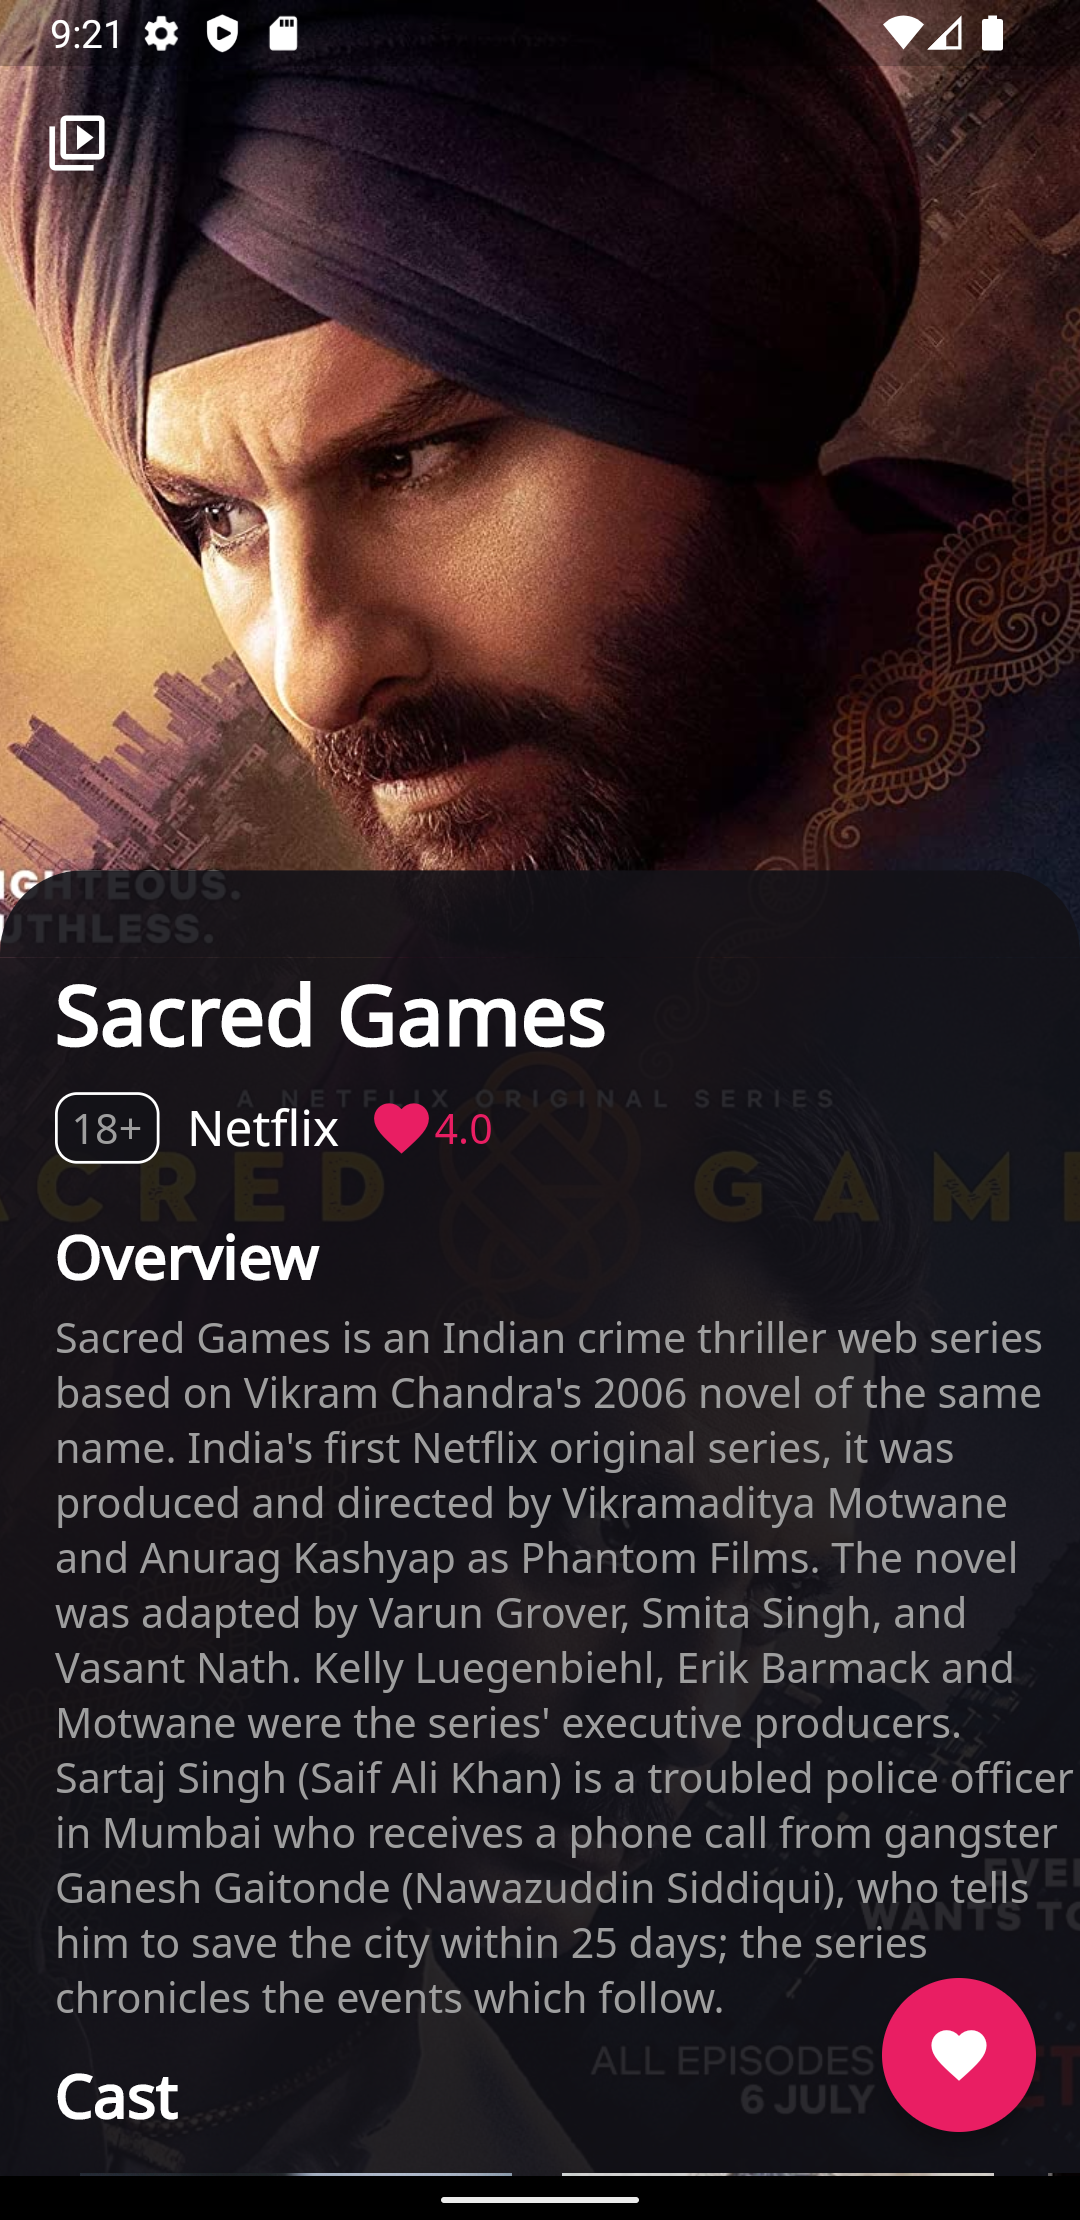 9:21
GHTEOUS.
UTHLESS.
Sacred Games
A NETFLIX ORIGINAL SERIES
18+ Netflix 4.0
ACRED GAME
Overview
Sacred Games is an Indian crime thriller web series
based on Vikram Chandra's 2006 novel of the same
name. India's first Netflix original series, it was
produced and directed by Vikramaditya Motwane
and Anurag Kashyap as Phantom Films. The novel
was adapted by Varun Grover, Smita Singh, and
Vasant Nath. Kelly Luegenbiehl, Erik Barmack and
Motwane were the series' executive producers.
Sartaj Singh (Saif Ali Khan) is a troubled police officer
in Mumbai who receives a phone call from gangster
Ganesh Gaitonde (Nawazuddin Siddiqui), who tells
him to save the city within 25 days; the series
chronicles the events which follow.
EVE
WANTS TO
ALL EPISODES
6 JULY
ET
Cast